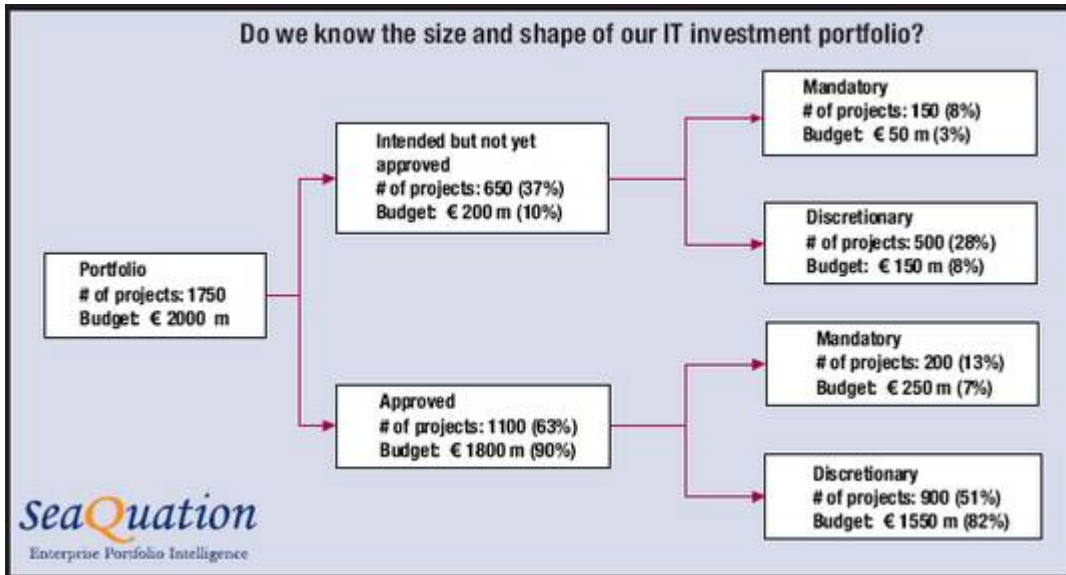 Do we know the size and shape of our IT investment portfolio?
Portfolio
# of projects: 1750
Budget: € 2000 m
Intended but not yet
approved
# of projects: 650 (37%)
Budget: € 200 m (10%)
Approved
# of projects: 1100 (63%)
Budget: € 1800 m (90%)
Mandatory
# of projects: 150 (8%)
Budget: € 50 m (3%)
Discretionary
# of projects: 500 (28%)
Budget: € 150 m (8%)
Mandatory
# of projects: 200 (13%)
Budget: € 250 m (7%)
Discretionary
# of projects: 900 (51%)
Budget: € 1550 m (82%)
seaQuation
Enterprise Portfolio Intelligence